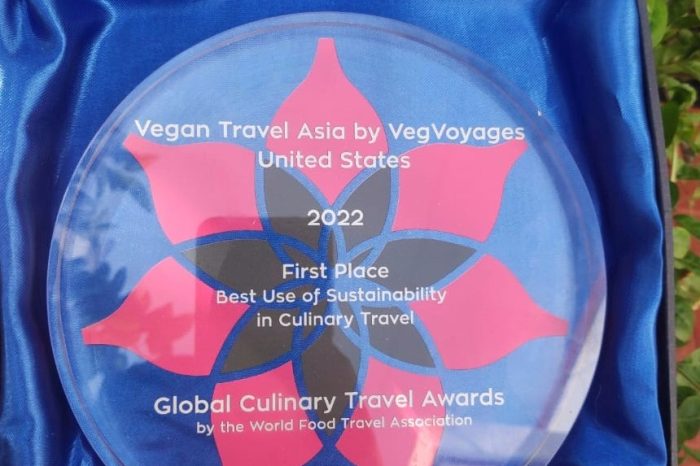 Vegan Travel Asia by VegVoyages
United States
2022
First Place
Best Use of Sustainability
in Culinary Travel
Global Culinary Travel Awards
by the World Food Travel Association